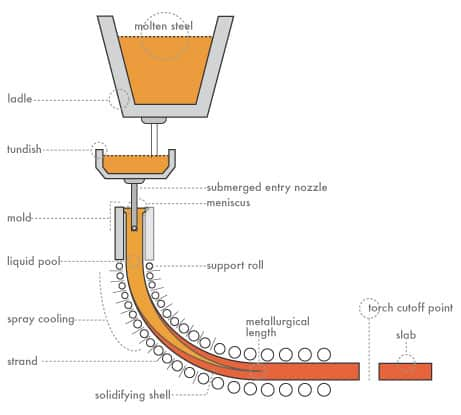 molten steel
ladle
tundish
submerged entry nozzle
meniscus
mold
liquid pool
support roll
torch cutoff point
spray cooling
metallurgical
length
slab
strand
solidifying shell